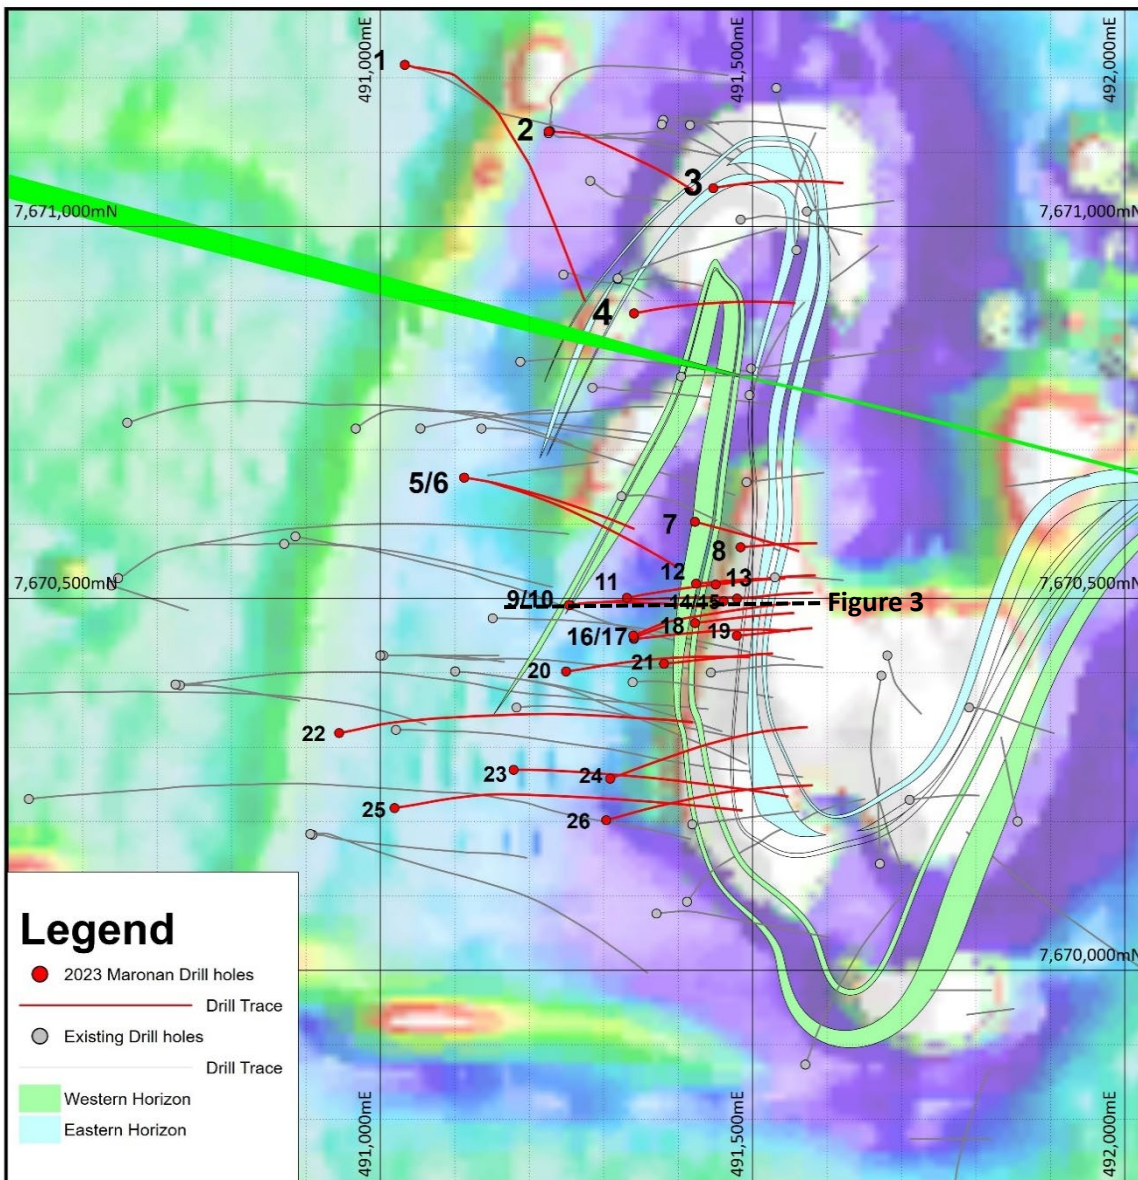 491,000mE
491,500mE
492,000mE
1
2
3
7,671,000mN
7,671,000mN
4
5/6
7
8
12
13
11
9/10
14/15
7,670,500mN
7,670,500mN
Figure 3
18
16/17
19
21
20
22
23
24
25
26
7,670,000mN
Legend
2023 Maronan Drill holes
Drill Trace
Existing Drill holes
Drill Trace
Western Horizon
Eastern Horizon
491,000mE
491,500mE
492,000mE